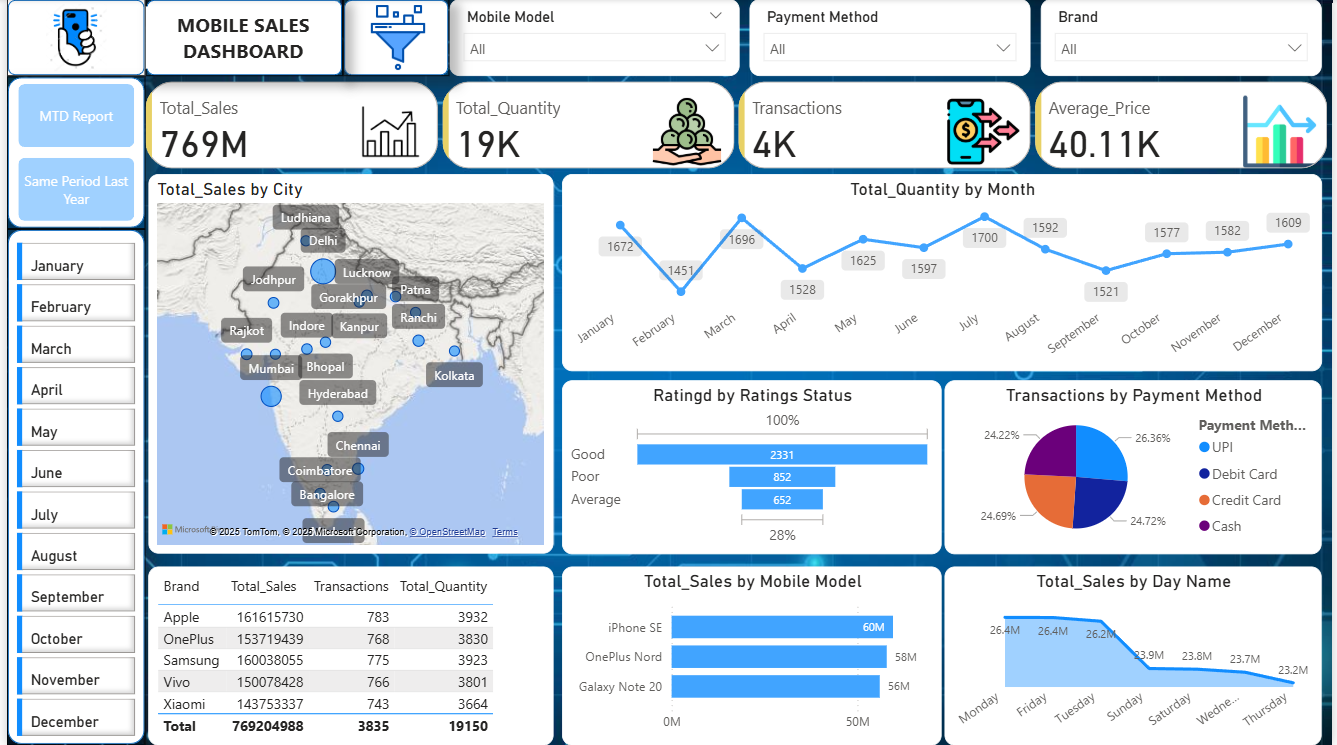 MOBILE SALES
DASHBOARD
Mobile Model
All
Payment Method
All
Brand
All
MTD Report
Same Period Last
Year
Total_Sales
769M
Total_Quantity
19K
Transactions
4K
Average_Price
40.11K
January
February
March
April
May
June
July
August
September
October
November
December
Total_Sales by City
Ludhiana
Delhi
Jodhpur
Lucknow
Gorakhpur
Patna
Rajkot
Indore
Kanpur
Ranchi
Mumbai
Bhopal
Kolkata
Hyderabad
Chennai
Coimbatore
Bangalore
Microsoft
© 2025 TomTom, © 2025 Microsoft Corporation, © OpenStreetMap Terms
Total_Quantity by Month
1672
1451
1696
1528
1625
1597
1700
1592
1521
1577
1582
1609
January
February
March
April
May
June
July
August
September
October
November
December
Ratingd by Ratings Status
100%
Good 2331
Poor 852
Average 652
28%
Transactions by Payment Method
24.22%
26.36%
24.69%
24.72%
Payment Meth...
UPI
Debit Card
Credit Card
Cash
Brand Total_Sales Transactions Total_Quantity
Apple 161615730 783 3932
OnePlus 153719439 768 3830
Samsung 160038055 775 3923
Vivo 150078428 766 3801
Xiaomi 143753337 743 3664
Total 769204988 3835 19150
Total_Sales by Mobile Model
iPhone SE 60M
OnePlus Nord 58M
Galaxy Note 20 56M
0M 50M
Total_Sales by Day Name
26.4M
26.4M
26.2M
23.9M
23.8M
23.7M
23.2M
Monday
Friday
Tuesday
Sunday
Saturday
Wedne...
Thursday